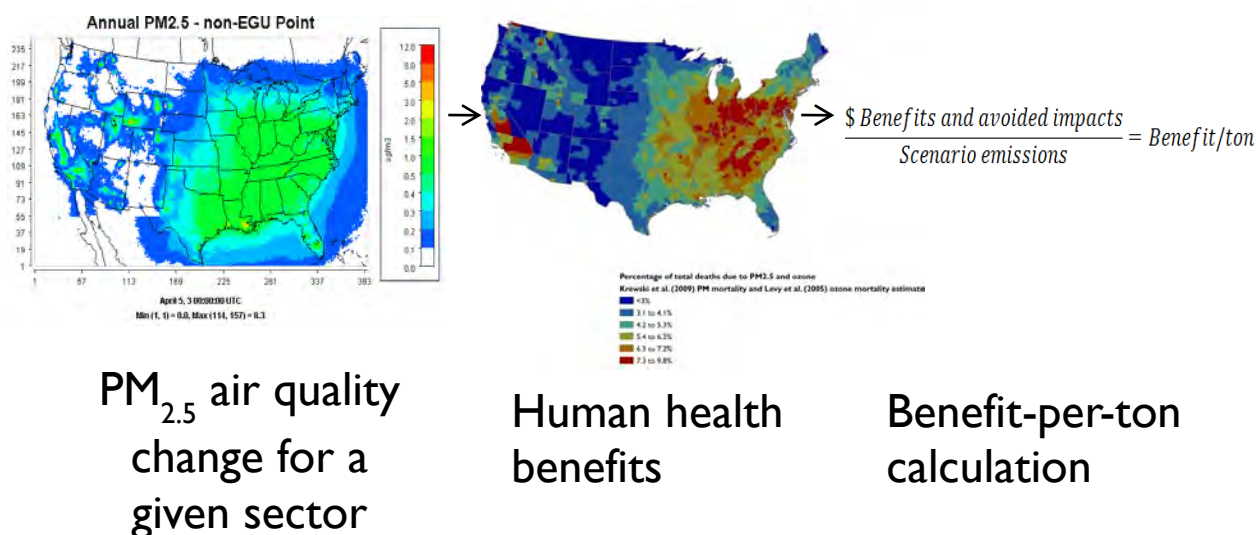 Annual PM2.5 - non-EGU Point
235
217
199
181
163
145
127
109
91
73
55
37
19
1
1 57 113 169 225 281 337 393
12.0
8.0
5.0
3.0
2.0
1.5
1.0
0.5
0.4
0.3
0.2
0.1
0.0
ug/m3
April 5, 3 00:00:00 UTC
Min (1, 1) = 0.0, Max (114, 157) = 8.3
Percentage of total deaths due to PM2.5 and ozone
Krewski et al. (2009) PM mortality and Levy et al. (2005) ozone mortality estimate
<3%
3.1 to 4.1%
4.2 to 5.3%
5.4 to 6.2%
6.3 to 7.2%
7.3 to 9.8%
$ Benefits and avoided impacts
Scenario emissions
= Benefit/ton
PM2.5 air quality
change for a
given sector
Human health
benefits
Benefit-per-ton
calculation